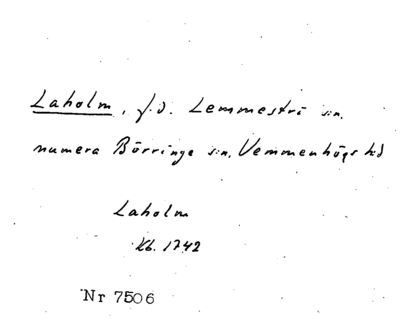 Laholm, f.d. Lemmeströ sn.
numera Börringe sn, Vemmenhögs hd
Laholm
Kb. 1742
Nr 7506